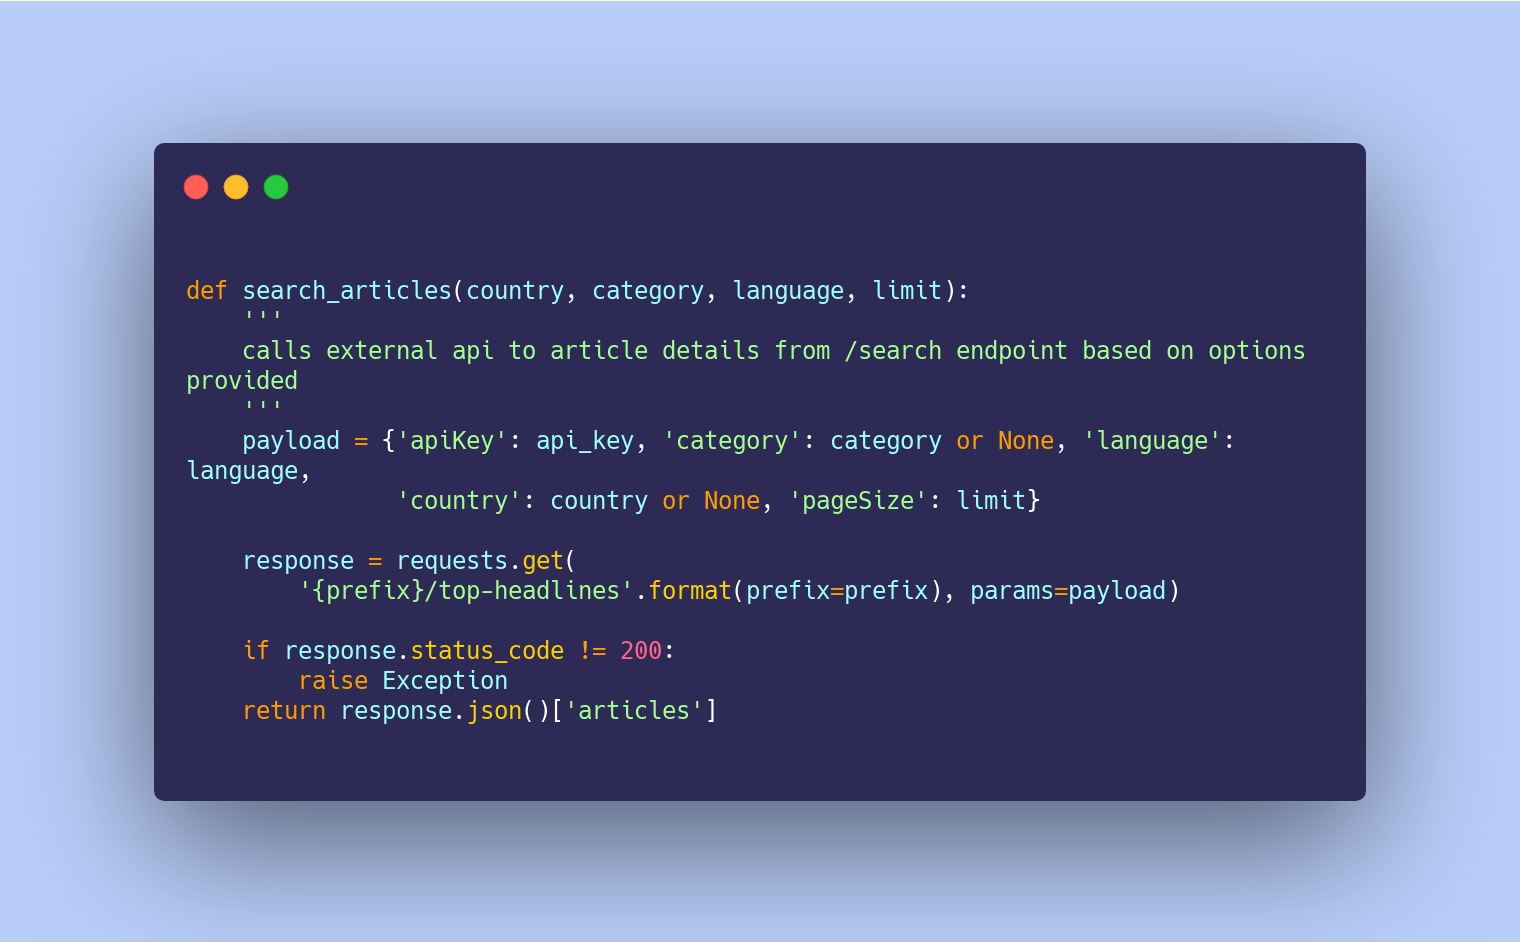 def search_articles(country, category, language, limit):
    '''
    calls external api to article details from /search endpoint based on options
provided
    '''
    payload = {'apiKey': api_key, 'category': category or None, 'language':
language,
               'country': country or None, 'pageSize': limit}

    response = requests.get(
        '{prefix}/top-headlines'.format(prefix=prefix), params=payload)

    if response.status_code != 200:
        raise Exception
    return response.json()['articles']